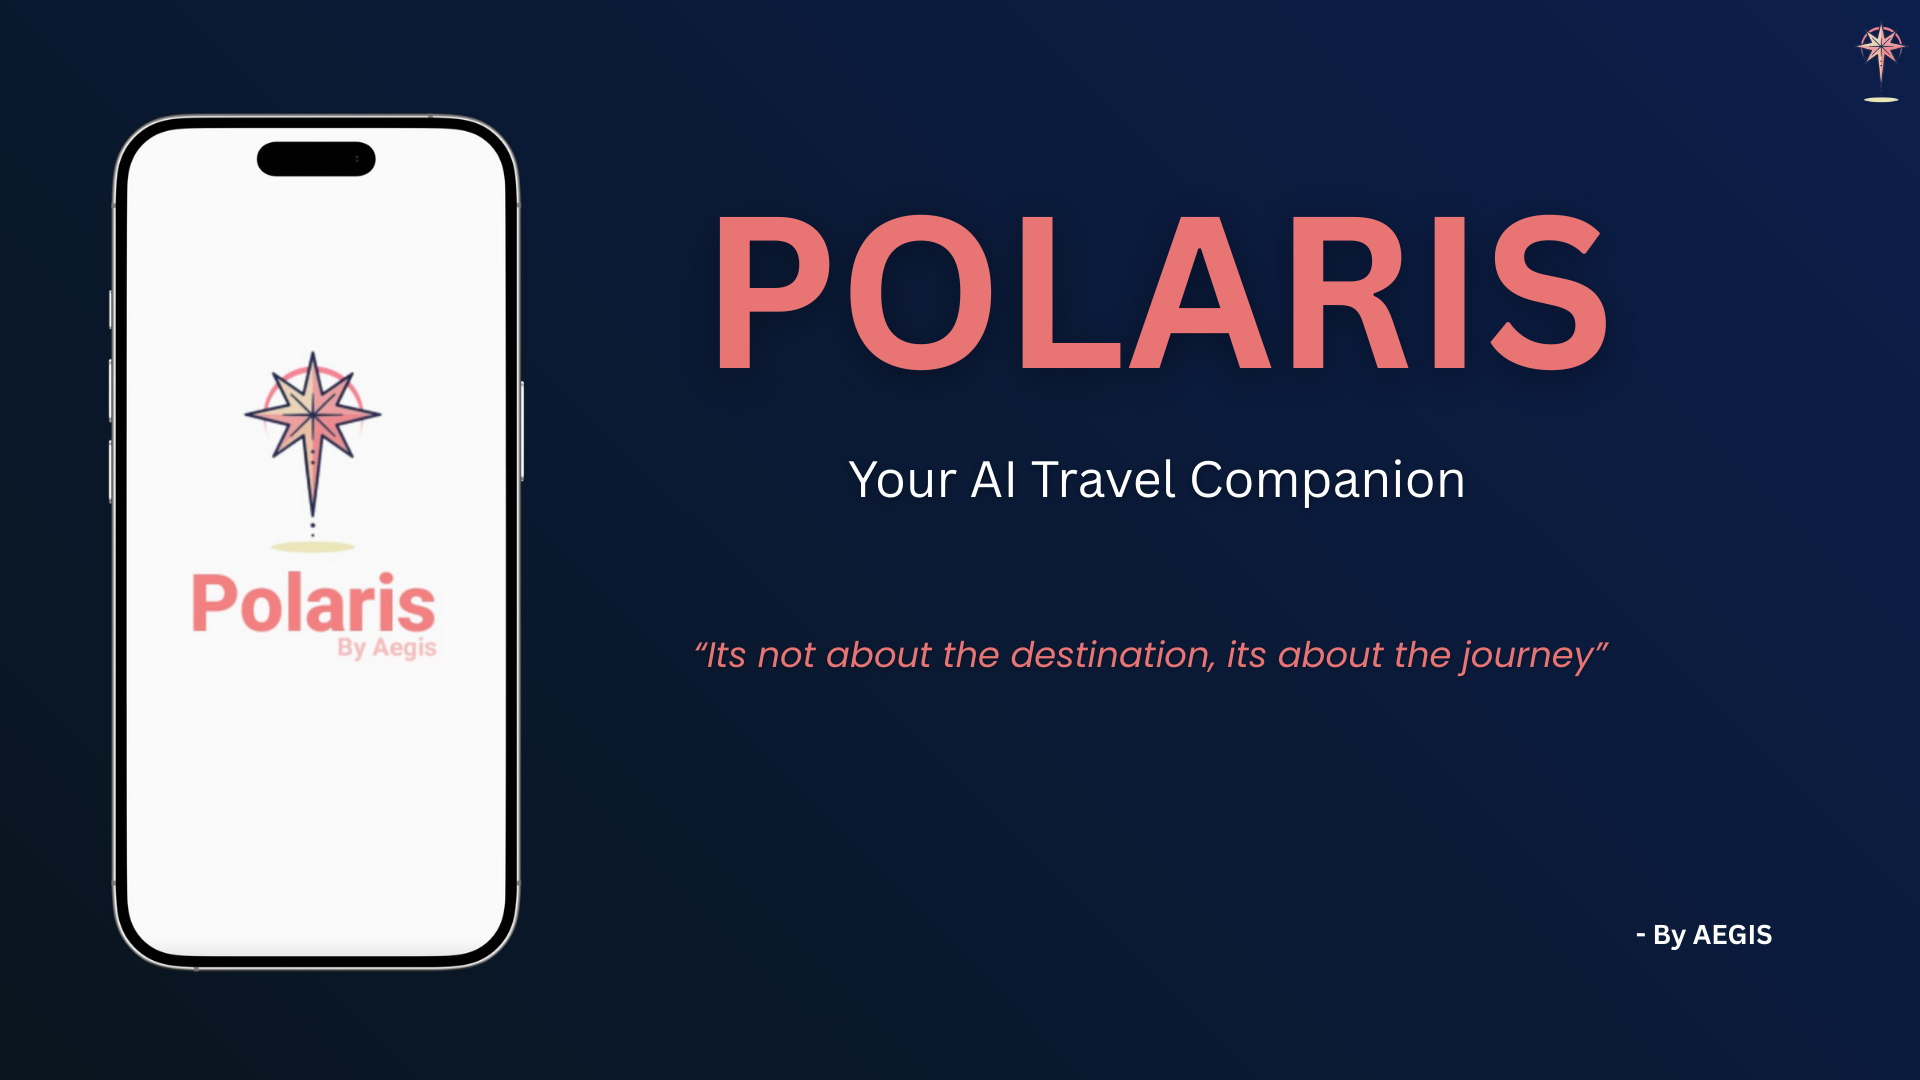 Polaris
By Aegis
POLARIS
Your AI Travel Companion
“Its not about the destination, its about the journey”
- By AEGIS